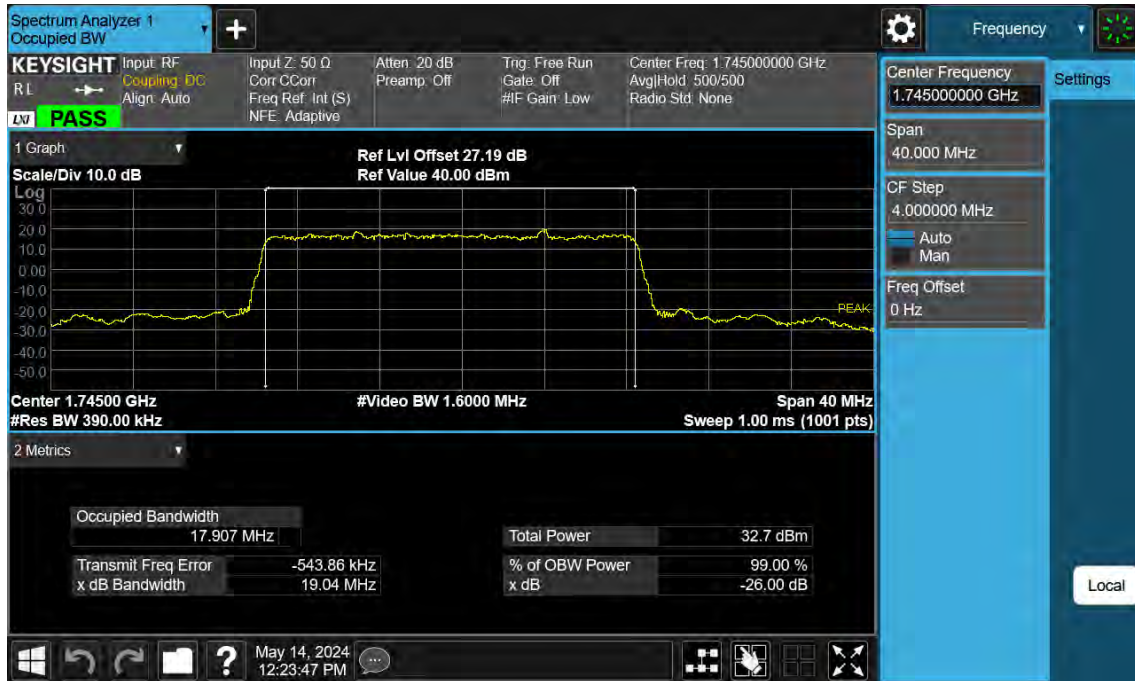 Spectrum Analyzer 1
Occupied BW
+
Frequency
KEYSIGHT
RL
LXI PASS
Input: RF
Coupling: DC
Align: Auto
Input Z: 50 Ω
Corr CCorr
Freq Ref: Int (S)
NFE: Adaptive
Atten: 20 dB
Preamp: Off
Trig: Free Run
Gate: Off
#IF Gain: Low
Center Freq: 1.745000000 GHz
Avg|Hold: 500/500
Radio Std: None
Center Frequency
1.745000000 GHz
Settings
Span
40.000 MHz
CF Step
4.000000 MHz
Auto
Man
Freq Offset
0 Hz
Local
1 Graph
Scale/Div 10.0 dB
Ref Lvl Offset 27.19 dB
Ref Value 40.00 dBm
Log
30.0
20.0
10.0
0.00
-10.0
-20.0
-30.0
-40.0
-50.0
PEAK
Center 1.74500 GHz
#Video BW 1.6000 MHz
Span 40 MHz
#Res BW 390.00 kHz
Sweep 1.00 ms (1001 pts)
2 Metrics
Occupied Bandwidth
17.907 MHz
Total Power 32.7 dBm
Transmit Freq Error -543.86 kHz
% of OBW Power 99.00 %
x dB Bandwidth 19.04 MHz
x dB -26.00 dB
?
May 14, 2024
12:23:47 PM